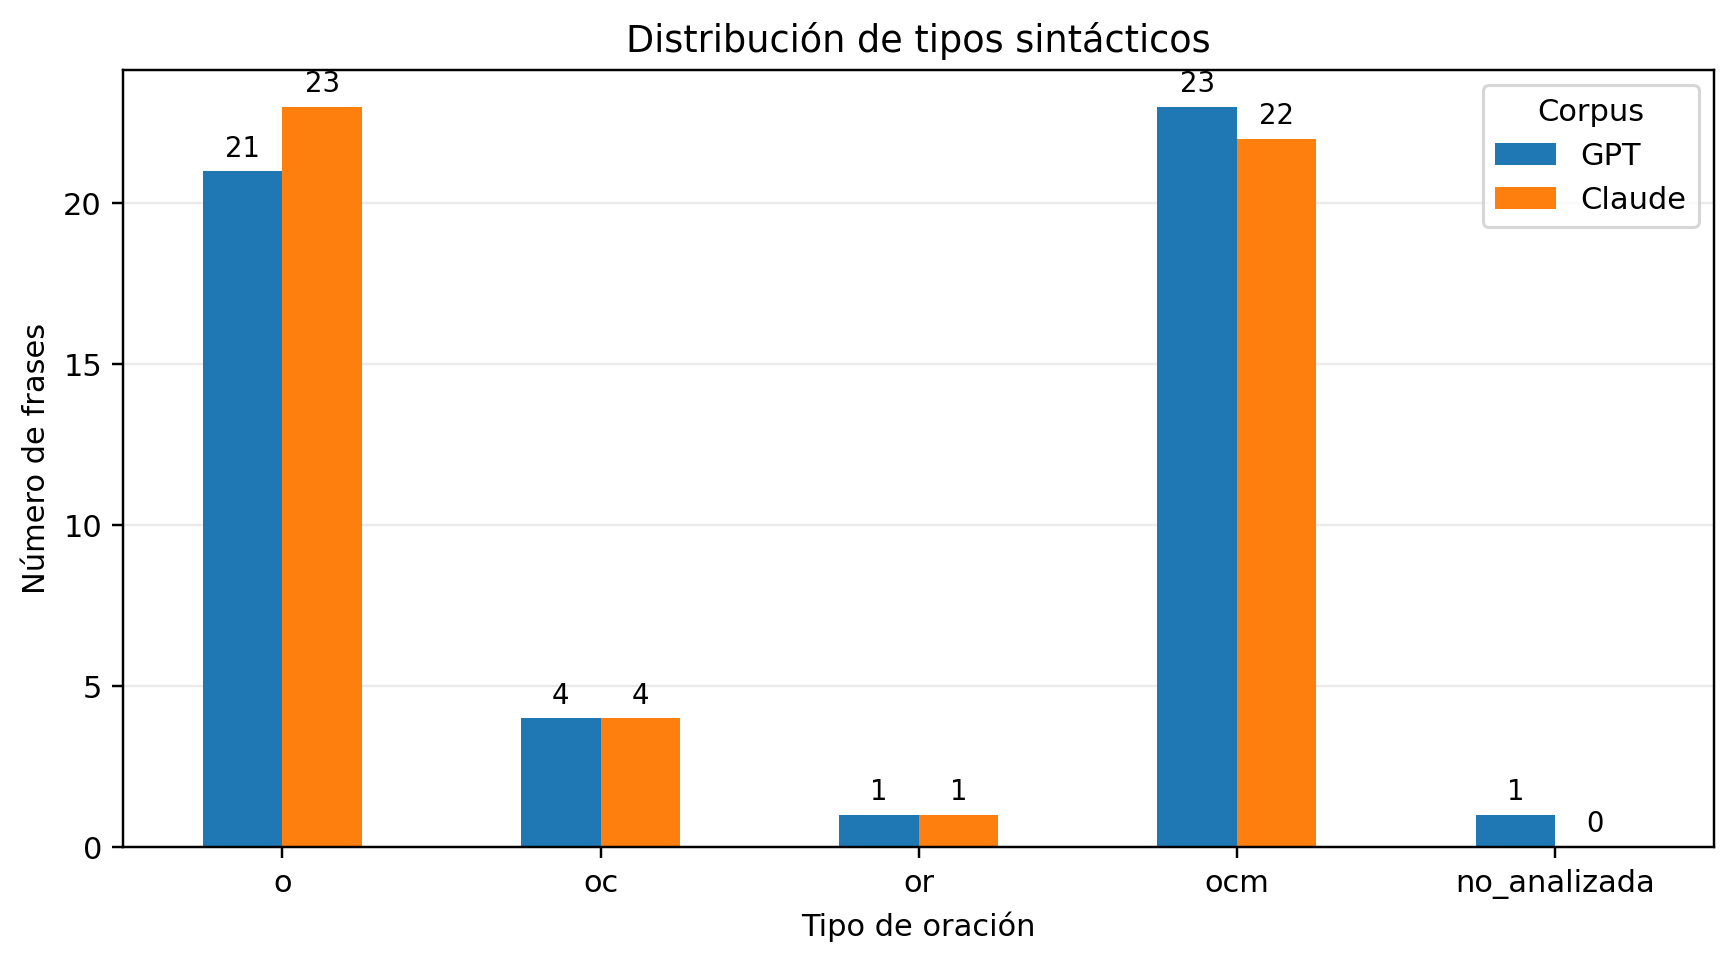 Distribución de tipos sintácticos
23
23
21
22
Corpus
GPT
Claude
20
15
10
5
0
4
4
1
1
1
0
Número de frases
o
oc
or
ocm
no_analizada
Tipo de oración